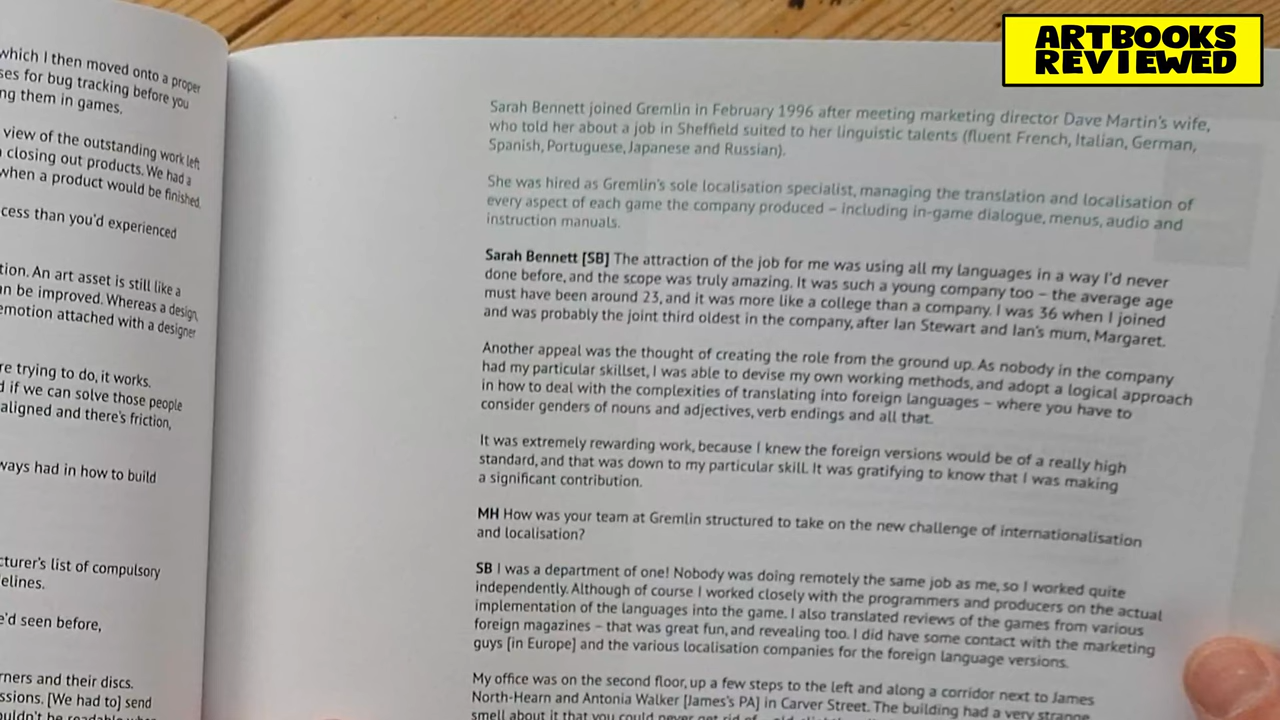 ARTBOOKS
REVIEWED
which I then moved onto a proper
ses for bug tracking before you
ng them in games.
view of the outstanding work left
closing out products. We had a
when a product would be finished.
cess than you'd experienced
tion. An art asset is still like a
an be improved. Whereas a design,
emotion attached with a designer
re trying to do, it works.
d if we can solve those people
aligned and there's friction,
ways had in how to build
cturer's list of compulsory
elines.
e'd seen before,
rners and their discs.
ssions. [We had to] send
Sarah Bennett joined Gremlin in February 1996 after meeting marketing director Dave Martin's wife,
who told her about a job in Sheffield suited to her linguistic talents (fluent French, Italian, German,
Spanish, Portuguese, Japanese and Russian).
She was hired as Gremlin's sole localisation specialist, managing the translation and localisation of
every aspect of each game the company produced – including in-game dialogue, menus, audio and
instruction manuals.
Sarah Bennett [SB] The attraction of the job for me was using all my languages in a way I'd never
done before, and the scope was truly amazing. It was such a young company too – the average age
must have been around 23, and it was more like a college than a company. I was 36 when I joined
and was probably the joint third oldest in the company, after Ian Stewart and Ian's mum, Margaret.
Another appeal was the thought of creating the role from the ground up. As nobody in the company
had my particular skillset, I was able to devise my own working methods, and adopt a logical approach
in how to deal with the complexities of translating into foreign languages – where you have to
consider genders of nouns and adjectives, verb endings and all that.
It was extremely rewarding work, because I knew the foreign versions would be of a really high
standard, and that was down to my particular skill. It was gratifying to know that I was making
a significant contribution.
MH How was your team at Gremlin structured to take on the new challenge of internationalisation
and localisation?
SB I was a department of one! Nobody was doing remotely the same job as me, so I worked quite
independently. Although of course I worked closely with the programmers and producers on the actual
implementation of the languages into the game. I also translated reviews of the games from various
foreign magazines – that was great fun, and revealing too. I did have some contact with the marketing
guys [in Europe] and the various localisation companies for the foreign language versions.
My office was on the second floor, up a few steps to the left and along a corridor next to James
North-Hearn and Antonia Walker [James's PA] in Carver Street. The building had a very strange
smell about it that you could never get rid of